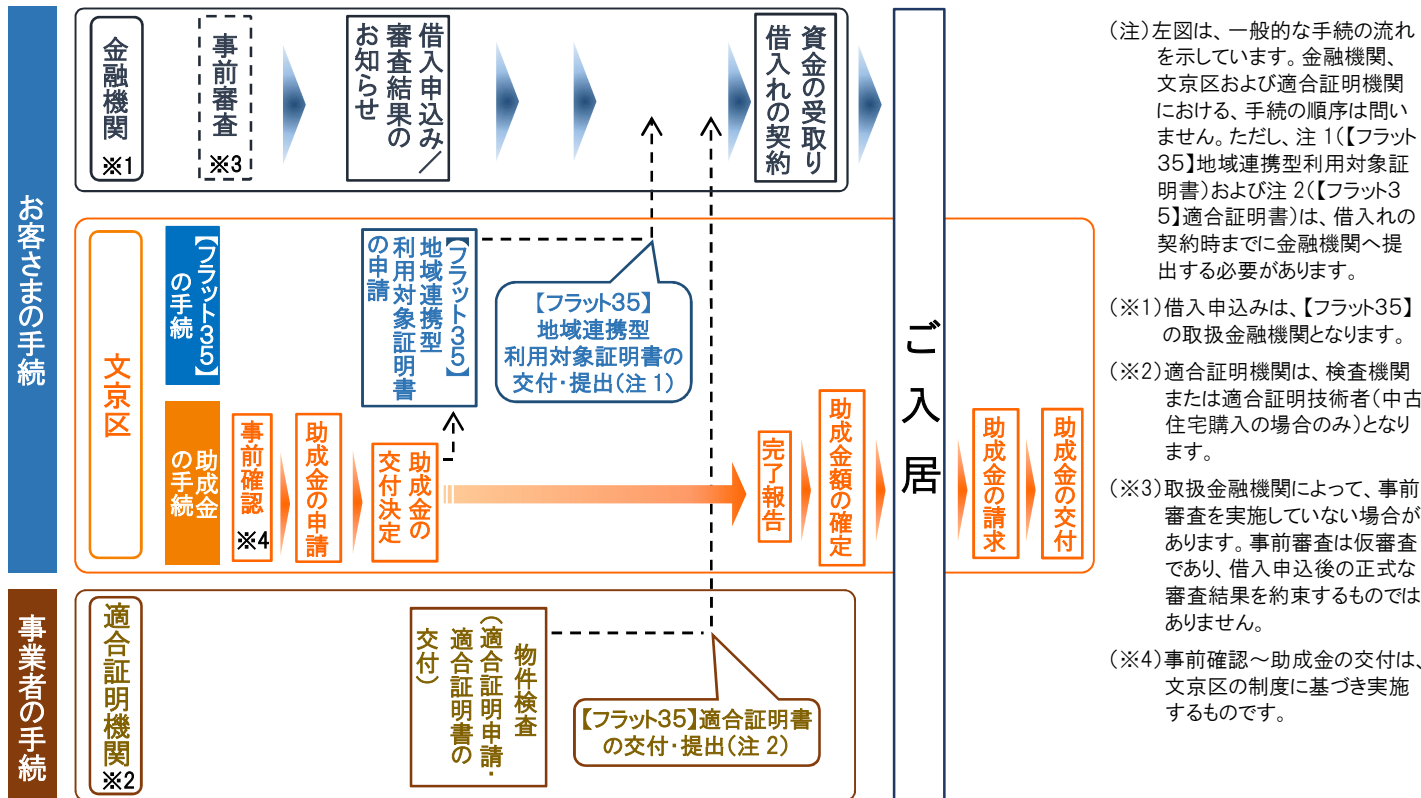 お客さまの手続
金融機関
※1
事前審査
※3
借入申込み/
審査結果の
お知らせ
資金の受取り
借入れの契約
文京区
【フラット35】
の手続
【フラット35】
地域連携型
利用対象証明書
の申請
【フラット35】
地域連携型
利用対象証明書の
交付・提出(注1)
助成金
の手続
事前確認
※4
助成金の申請
助成金の
交付決定
完了報告
助成金額の確定
ご入居
助成金の請求
助成金の交付
事業者の手続
適合証明機関
※2
物件検査
(適合証明申請・
適合証明書の
交付)
【フラット35】適合証明書
の交付・提出(注2)
(注)左図は、一般的な手続の流れ
を示しています。金融機関、
文京区および適合証明機関
における、手続の順序は問い
ません。ただし、注1(【フラット
35】地域連携型利用対象証
明書)および注2(【フラット3
5】適合証明書)は、借入れの
契約時までに金融機関へ提
出する必要があります。
(※1)借入申込みは、【フラット35】
の取扱金融機関となります。
(※2)適合証明機関は、検査機関
または適合証明技術者(中古
住宅購入の場合のみ)となり
ます。
(※3)取扱金融機関によって、事前
審査を実施していない場合が
あります。事前審査は仮審査
であり、借入申込後の正式な
審査結果を約束するものでは
ありません。
(※4)事前確認~助成金の交付は、
文京区の制度に基づき実施
するものです。